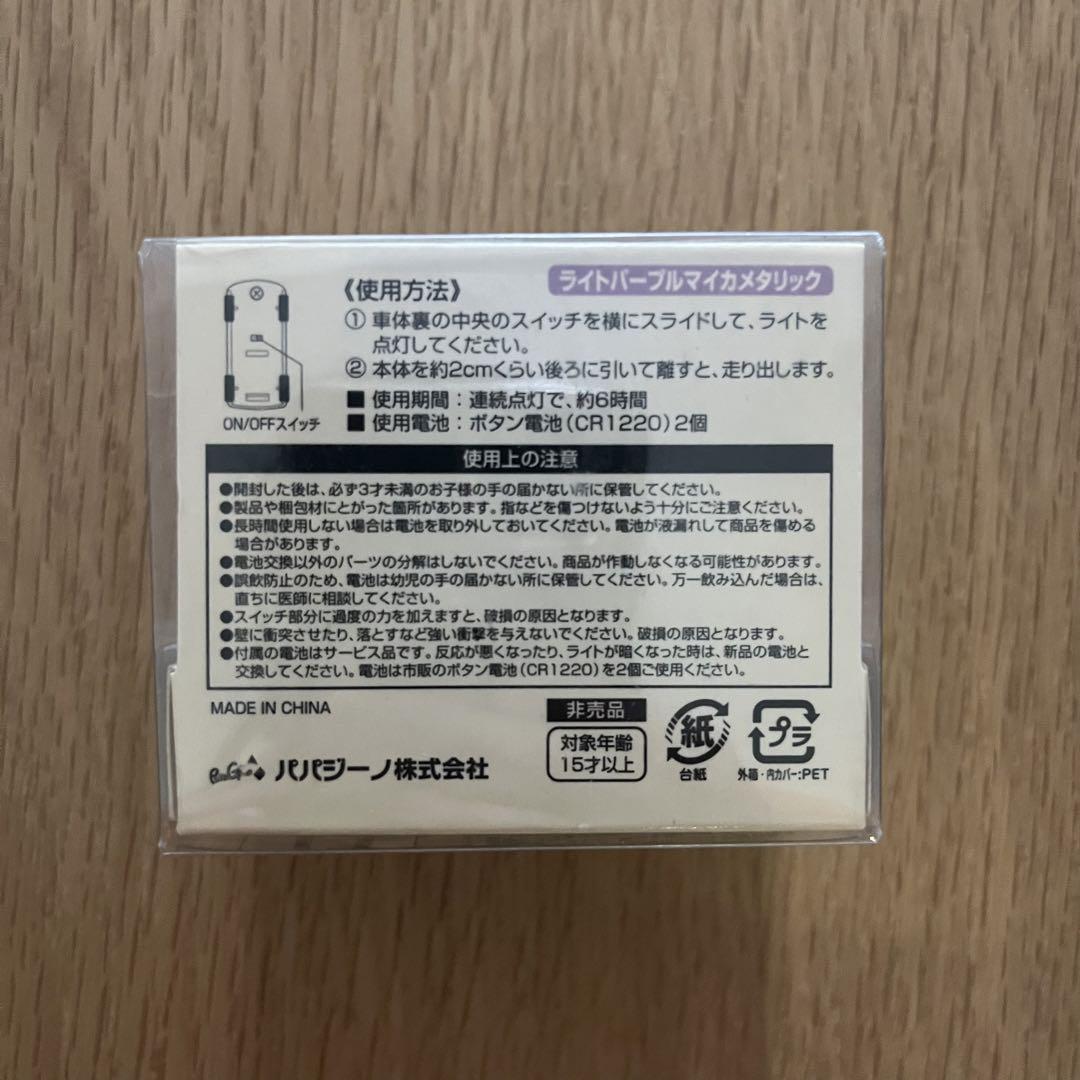 ライトパープルマイカメタリック
《使用方法》
① 車体裏の中央のスイッチを横にスライドして、ライトを
点灯してください。
② 本体を約2cmくらい後ろに引いて離すと、走り出します。
■ 使用期間：連続点灯で、約6時間
■ 使用電池：ボタン電池(CR1220)2個
ON/OFFスイッチ
使用上の注意
●開封した後は、必ず3才未満のお子様の手の届かない所に保管してください。
●製品や梱包材にとがった箇所があります。指などを傷つけないよう十分にご注意ください。
●長時間使用しない場合は電池を取り外しておいてください。電池が液漏れして商品を傷める
場合があります。
●電池交換以外のパーツの分解はしないでください。商品が作動しなくなる可能性があります。
●誤飲防止のため、電池は幼児の手の届かない所に保管してください。万一飲み込んだ場合は、
直ちに医師に相談してください。
●スイッチ部分に過度の力を加えますと、破損の原因となります。
●壁に衝突させたり、落とすなど強い衝撃を与えないでください。破損の原因となります。
●付属の電池はサービス品です。反応が悪くなったり、ライトが暗くなった時は、新品の電池と
交換してください。電池は市販のボタン電池(CR1220)を2個ご使用ください。
MADE IN CHINA
非売品
対象年齢
15才以上
紙
台紙
プラ
外箱・内カバー:PET
パパジーノ株式会社